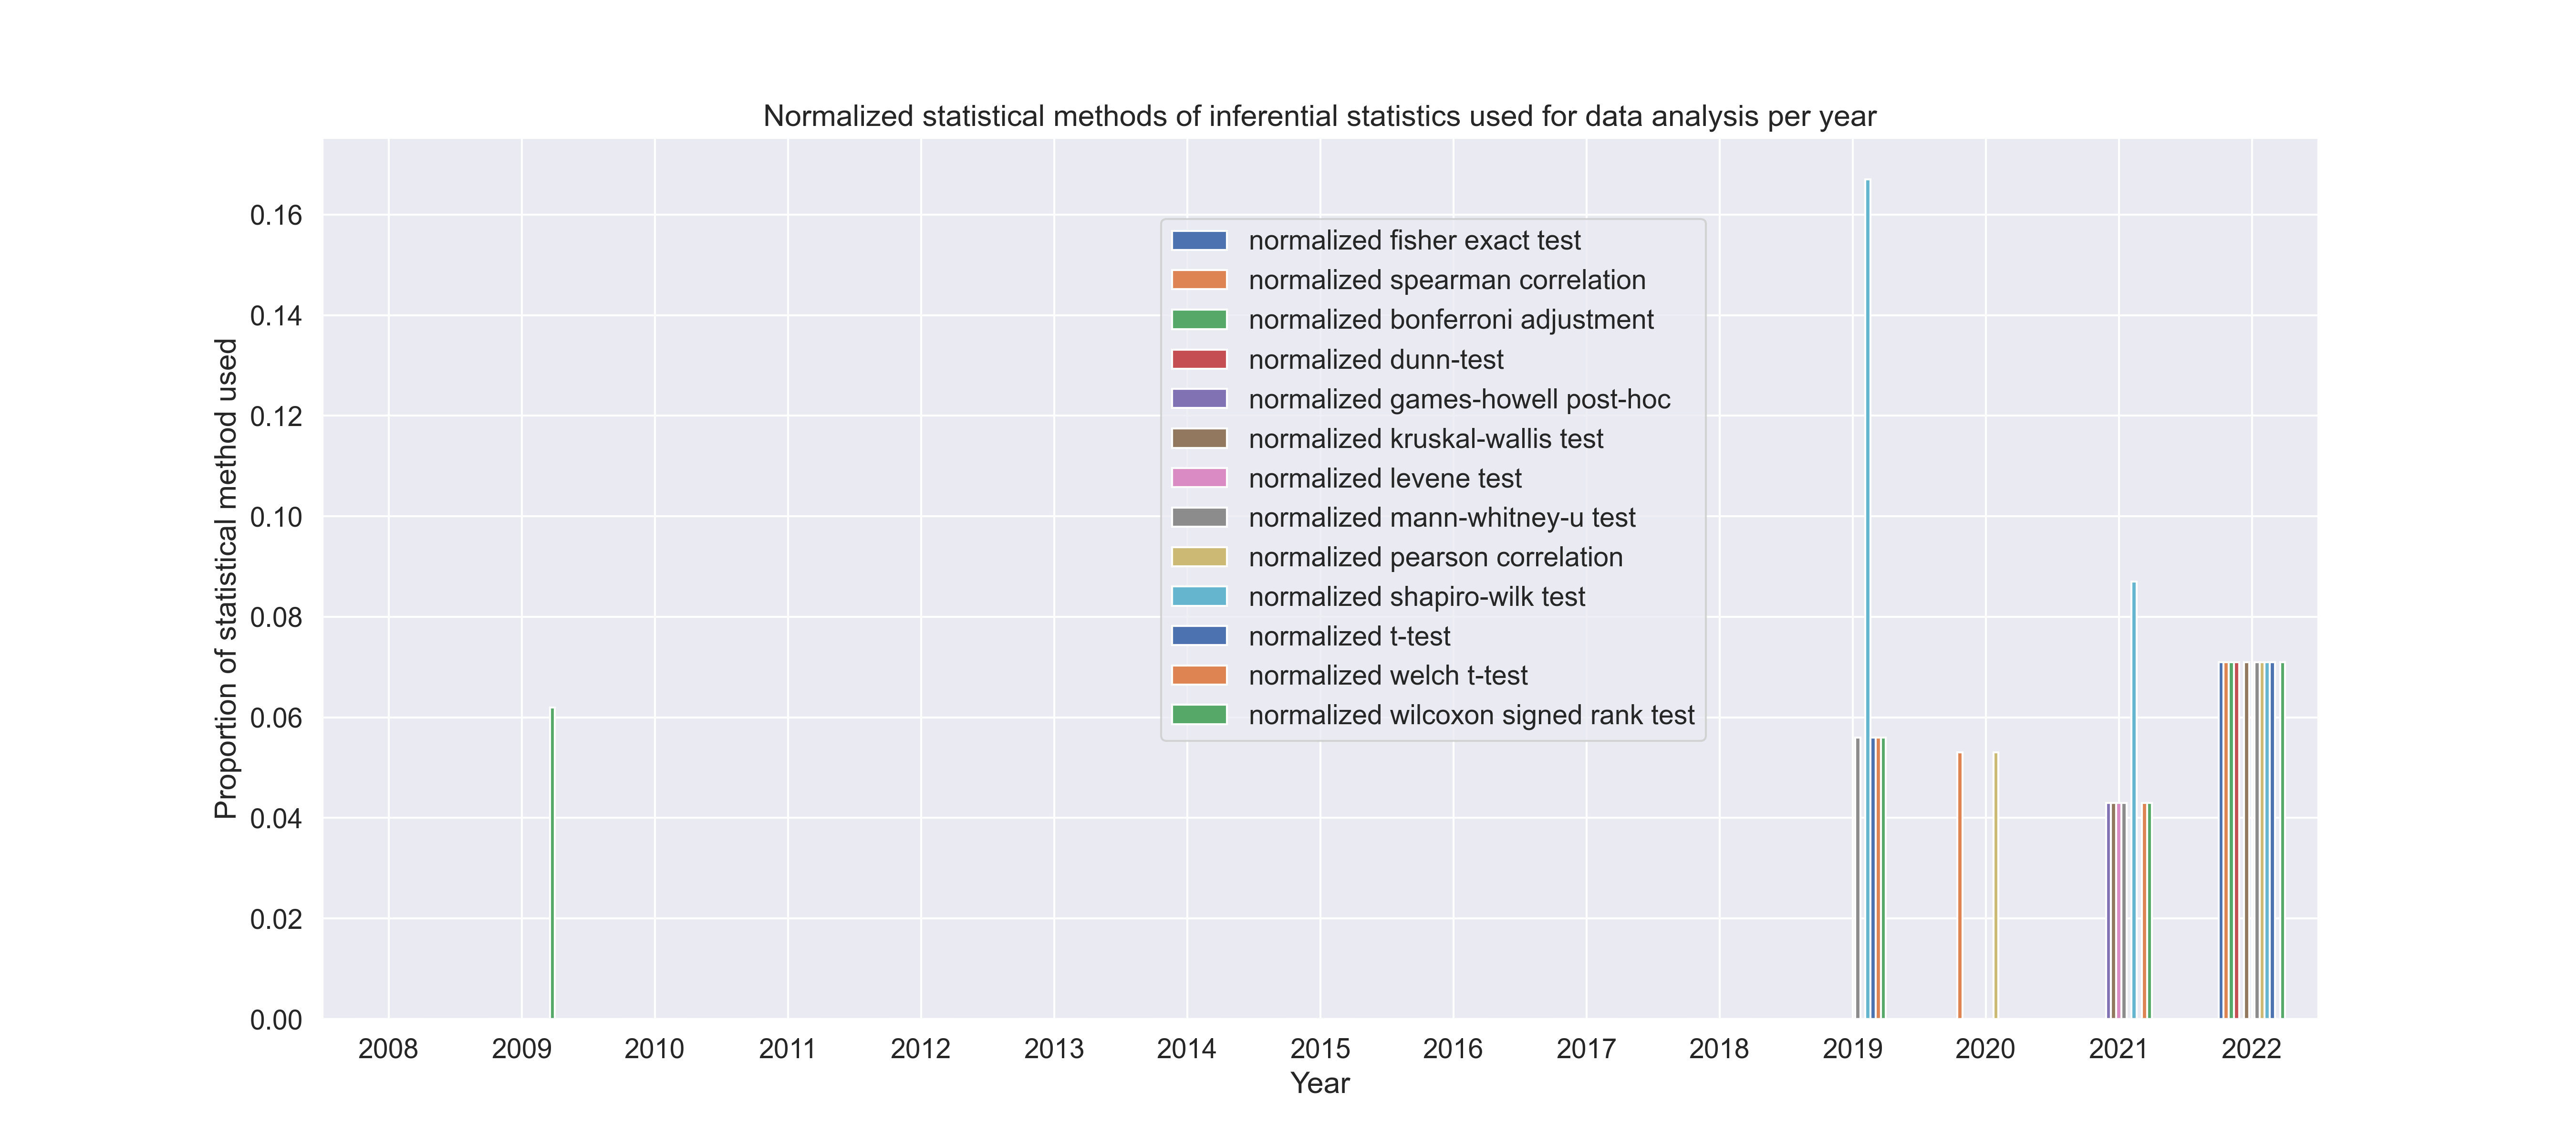 Normalized statistical methods of inferential statistics used for data analysis per year
Proportion of statistical method used
0.16
0.14
0.12
0.10
0.08
0.06
0.04
0.02
0.00
normalized fisher exact test
normalized spearman correlation
normalized bonferroni adjustment
normalized dunn-test
normalized games-howell post-hoc
normalized kruskal-wallis test
normalized levene test
normalized mann-whitney-u test
normalized pearson correlation
normalized shapiro-wilk test
normalized t-test
normalized welch t-test
normalized wilcoxon signed rank test
2008 2009 2010 2011 2012 2013 2014 2015 2016 2017 2018 2019 2020 2021 2022
Year